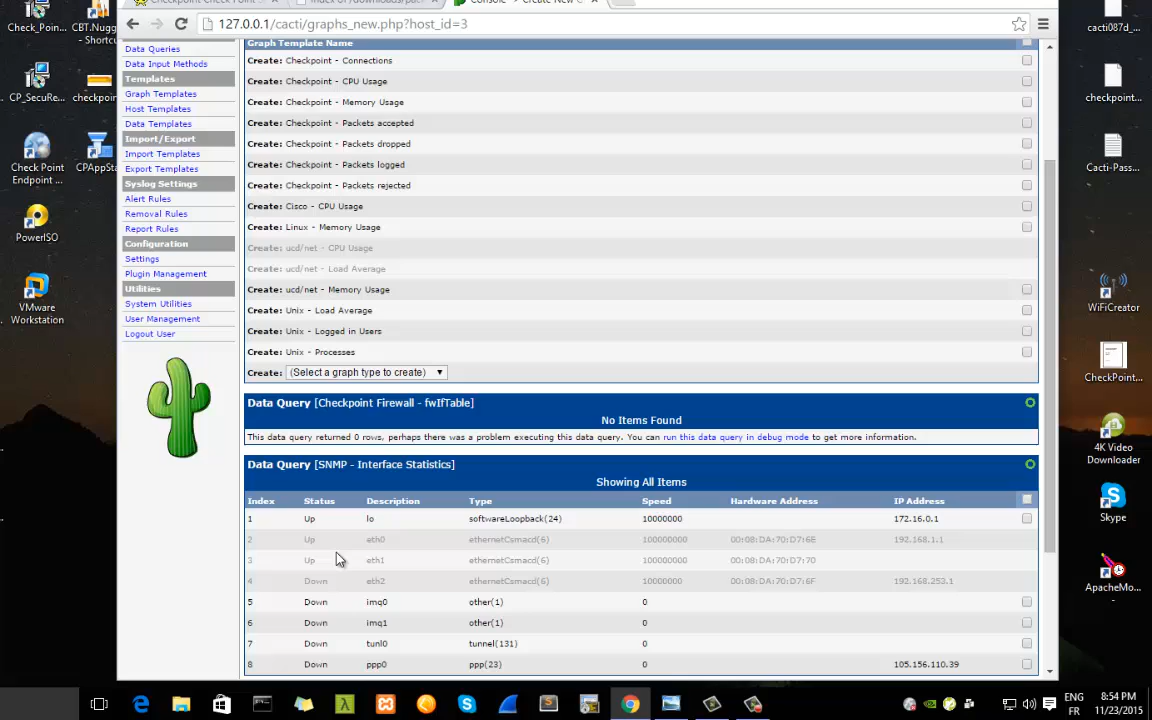 Check_Poin...
CBT.Nugg
- Shortcu
127.0.0.1/cacti/graphs_new.php?host_id=3
cacti087d_...
CP_SecuRe...
checkpoin
checkpoint...
Check Point
Endpoint ...
CPAppSta
Cacti-Pass...
PowerISO
VMware
Workstation
WiFiCreator
CheckPoint...
4K Video
Downloader
Skype
ApacheMo...
-
Data Queries
Data Input Methods
Templates
Graph Templates
Host Templates
Data Templates
Import/Export
Import Templates
Export Templates
Syslog Settings
Alert Rules
Removal Rules
Report Rules
Configuration
Settings
Plugin Management
Utilities
System Utilities
User Management
Logout User
Graph Template Name
Create: Checkpoint - Connections
Create: Checkpoint - CPU Usage
Create: Checkpoint - Memory Usage
Create: Checkpoint - Packets accepted
Create: Checkpoint - Packets dropped
Create: Checkpoint - Packets logged
Create: Checkpoint - Packets rejected
Create: Cisco - CPU Usage
Create: Linux - Memory Usage
Create: ucd/net - CPU Usage
Create: ucd/net - Load Average
Create: ucd/net - Memory Usage
Create: Unix - Load Average
Create: Unix - Logged in Users
Create: Unix - Processes
Create: (Select a graph type to create)
Data Query [Checkpoint Firewall - fwIfTable]
No Items Found
This data query returned 0 rows, perhaps there was a problem executing this data query. You can run this data query in debug mode to get more information.
Data Query [SNMP - Interface Statistics]
Showing All Items
Index Status Description Type Speed Hardware Address IP Address
1 Up lo softwareLoopback(24) 10000000 172.16.0.1
2 Up eth0 ethernetCsmacd(6) 100000000 00:08:DA:70:D7:6E 192.168.1.1
3 Up eth1 ethernetCsmacd(6) 100000000 00:08:DA:70:D7:70
4 Down eth2 ethernetCsmacd(6) 10000000 00:08:DA:70:D7:6F 192.168.253.1
5 Down imq0 other(1) 0
6 Down imq1 other(1) 0
7 Down tunl0 tunnel(131) 0
8 Down ppp0 ppp(23) 0 105.156.110.39
ENG 8:54 PM
FR 11/23/2015